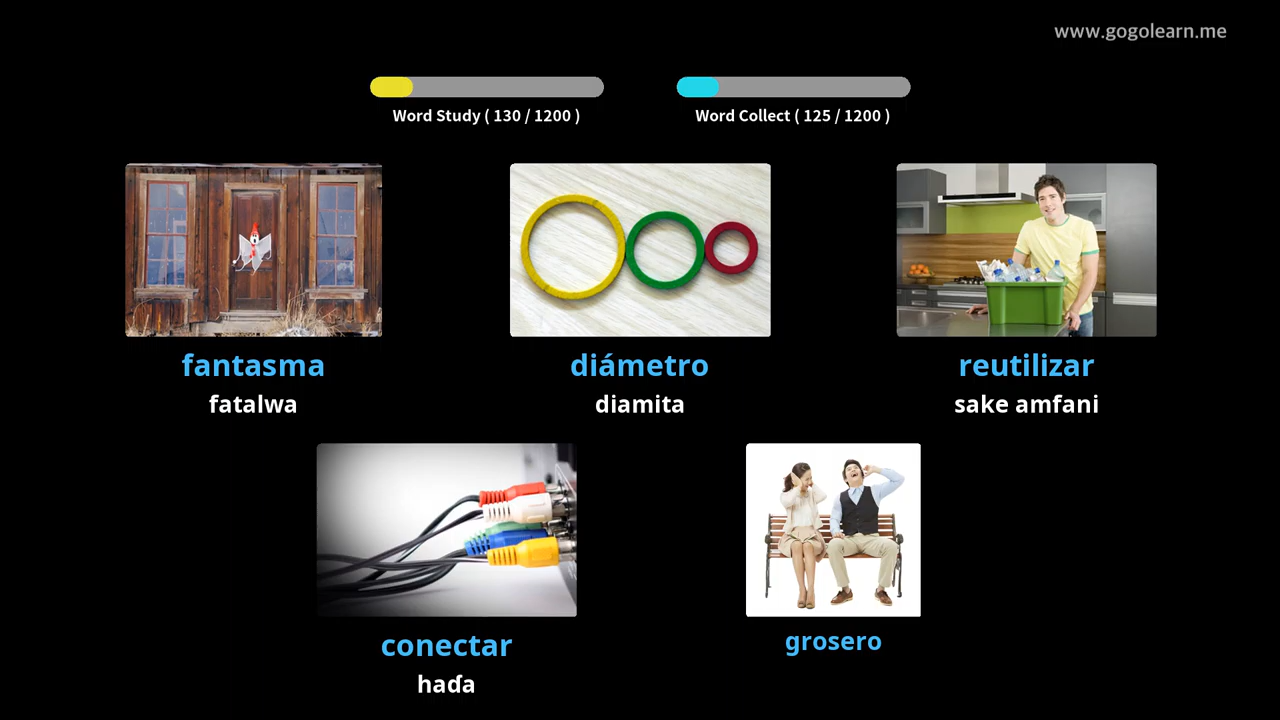 www.gogolearn.me
Word Study ( 130 / 1200 )
Word Collect ( 125 / 1200 )
fantasma
fatalwa
diámetro
diamita
reutilizar
sake amfani
conectar
haɗa
grosero